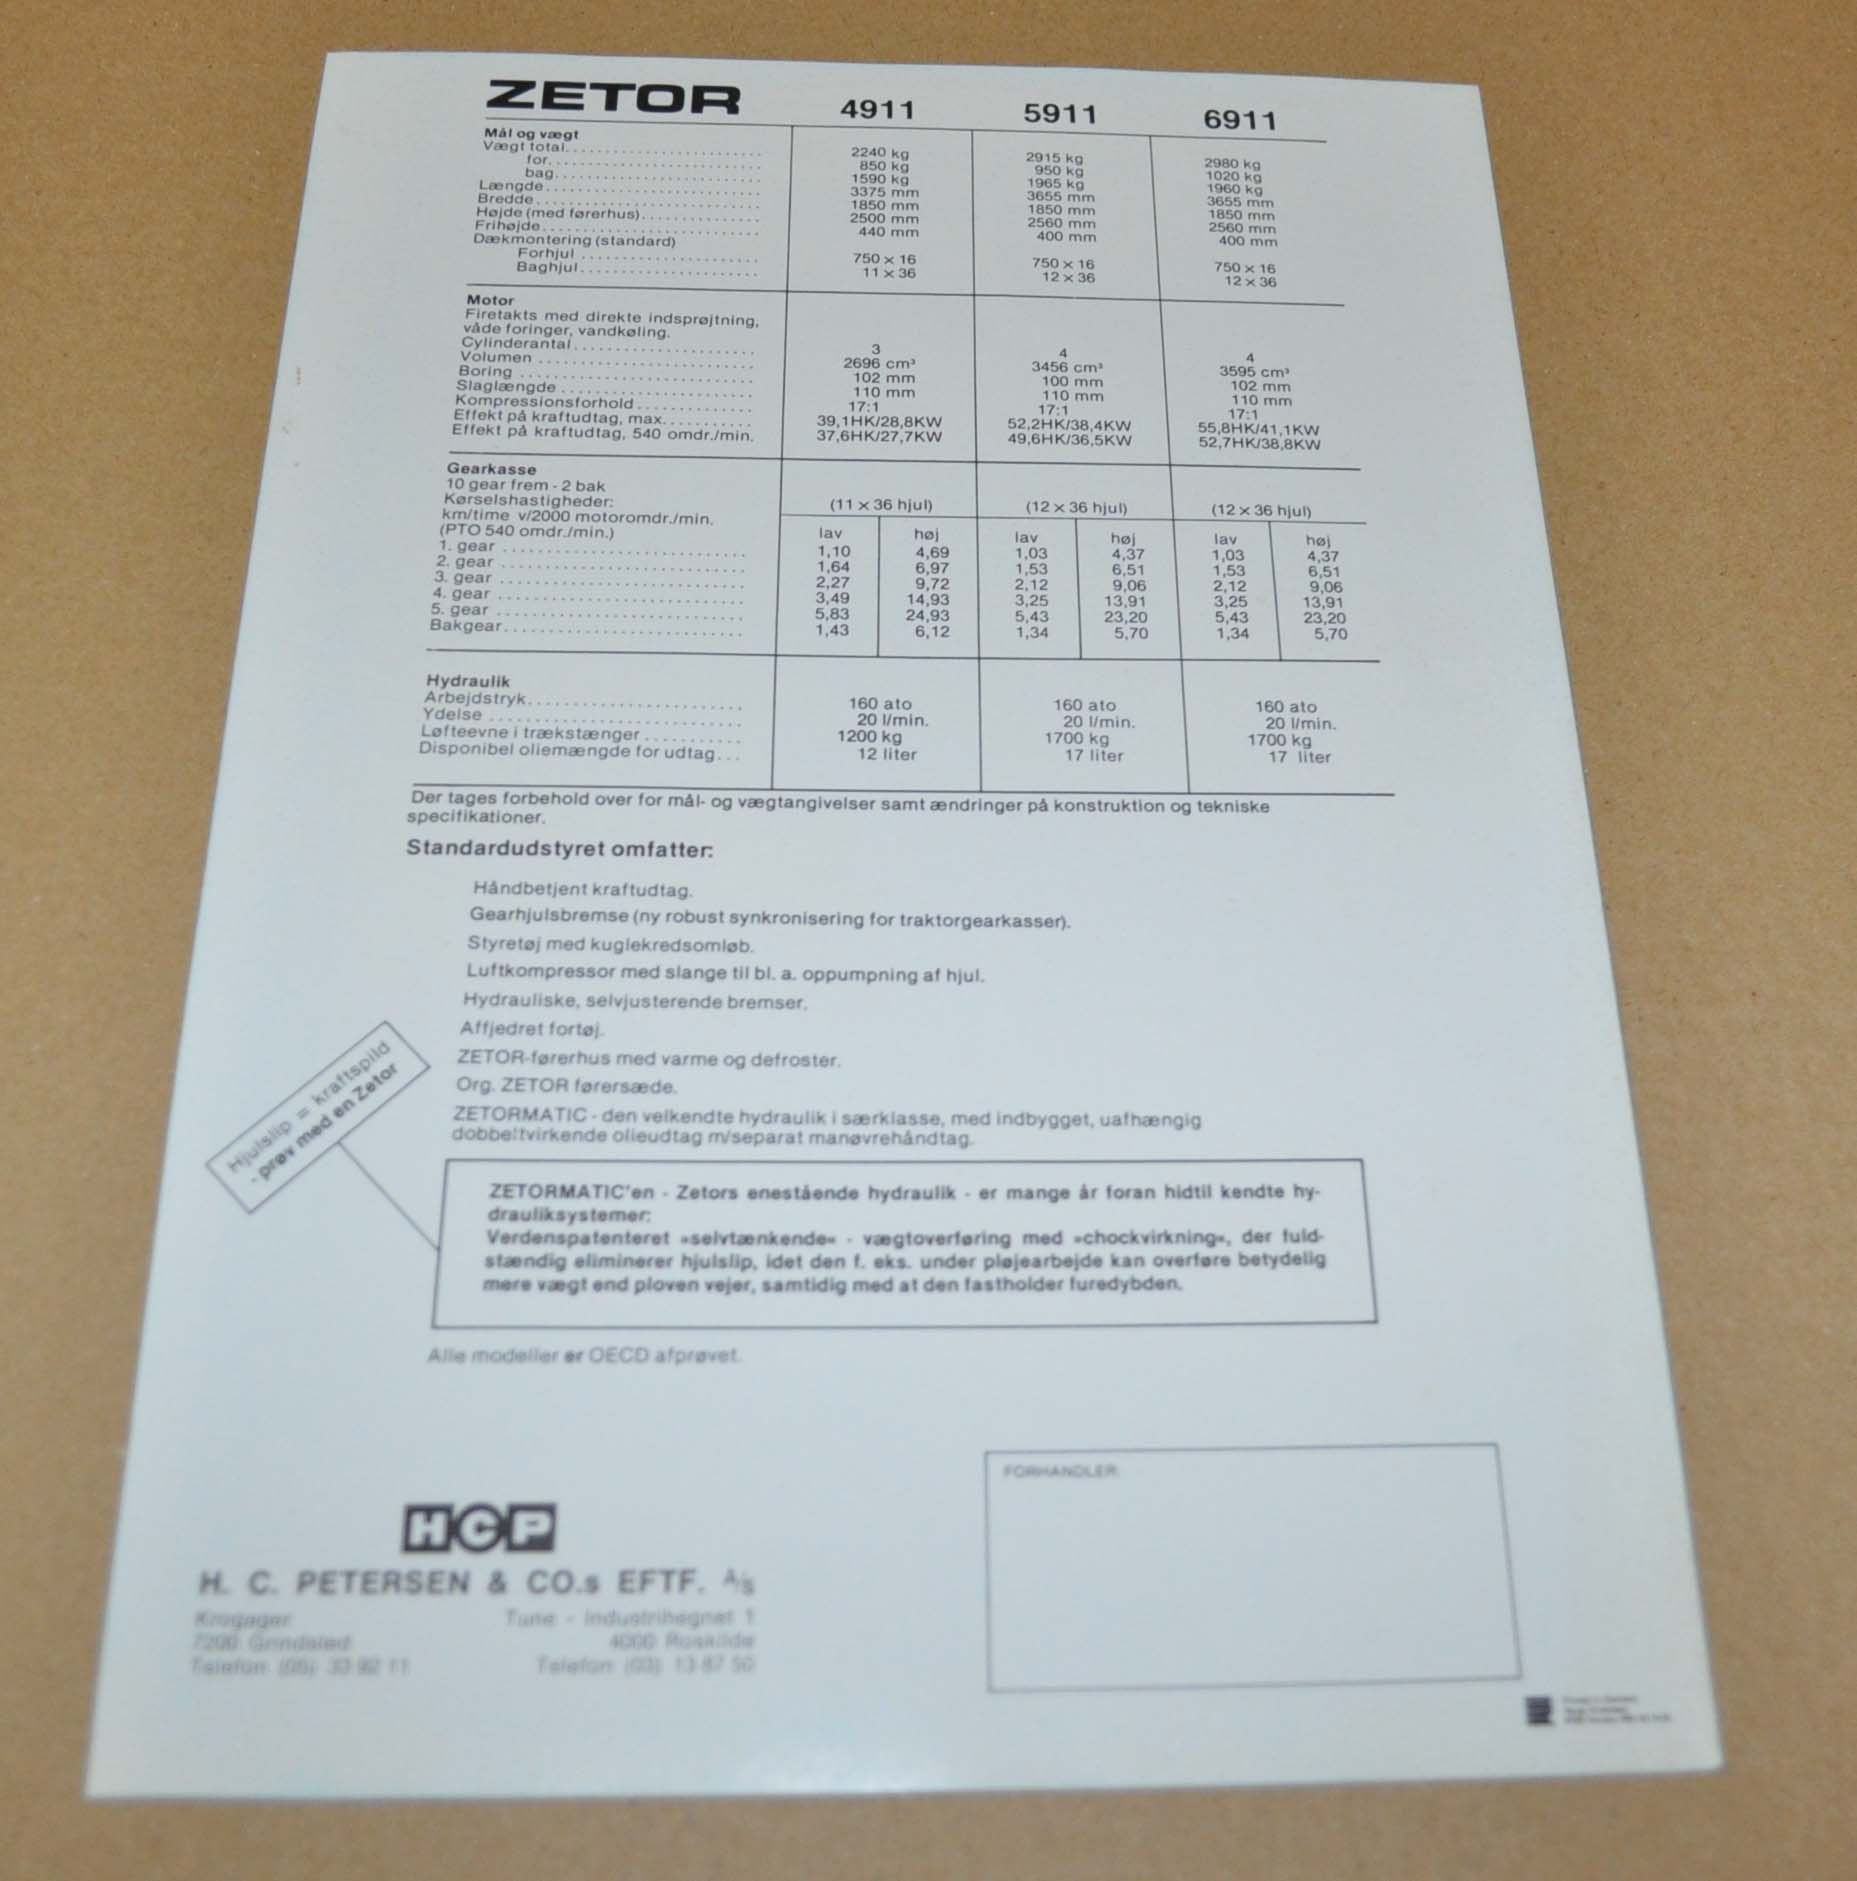 ZETOR 4911 5911 6911
Mål og vægt
Vægt total 2240 kg 2915 kg 2980 kg
for 850 kg 950 kg 1020 kg
bag 1590 kg 1965 kg 1960 kg
Længde 3375 mm 3655 mm 3655 mm
Bredde 1850 mm 1850 mm 1850 mm
Højde (med førerhus) 2500 mm 2560 mm 2560 mm
Frihøjde 440 mm 400 mm 400 mm
Dækmontering (standard)
Forhjul 750 × 16 750 × 16 750 × 16
Baghjul 11 × 36 12 × 36 12 × 36
Motor
Firetakts med direkte indsprøjtning,
våde foringer, vandkøling.
Cylinderantal 3 4 4
Volumen 2696 cm³ 3456 cm³ 3595 cm³
Boring 102 mm 100 mm 102 mm
Slaglængde 110 mm 110 mm 110 mm
Kompressionsforhold 17:1 17:1 17:1
Effekt på kraftudtag, max. 39,1HK/28,8KW 52,2HK/38,4KW 55,8HK/41,1KW
Effekt på kraftudtag, 540 omdr./min. 37,6HK/27,7KW 49,6HK/36,5KW 52,7HK/38,8KW
Gearkasse
10 gear frem - 2 bak
Kørselshastigheder: (11 × 36 hjul) (12 × 36 hjul) (12 × 36 hjul)
km/time v/2000 motoromdr./min.
(PTO 540 omdr./min.) lav høj lav høj lav høj
1. gear 1,10 4,69 1,03 4,37 1,03 4,37
2. gear 1,64 6,97 1,53 6,51 1,53 6,51
3. gear 2,27 9,72 2,12 9,06 2,12 9,06
4. gear 3,49 14,93 3,25 13,91 3,25 13,91
5. gear 5,83 24,93 5,43 23,20 5,43 23,20
Bakgear 1,43 6,12 1,34 5,70 1,34 5,70
Hydraulik
Arbejdstryk 160 ato 160 ato 160 ato
Ydelse 20 l/min. 20 l/min. 20 l/min.
Løfteevne i trækstænger 1200 kg 1700 kg 1700 kg
Disponibel oliemængde for udtag 12 liter 17 liter 17 liter
Der tages forbehold over for mål- og vægtangivelser samt ændringer på konstruktion og tekniske
specifikationer.
Standardudstyret omfatter:
Håndbetjent kraftudtag.
Gearhjulsbremse (ny robust synkronisering for traktorgearkasser).
Styretøj med kuglekredsomløb.
Luftkompressor med slange til bl. a. oppumpning af hjul.
Hydrauliske, selvjusterende bremser.
Affjedret fortøj.
ZETOR-førerhus med varme og defroster.
Org. ZETOR førersæde.
ZETORMATIC - den velkendte hydraulik i særklasse, med indbygget, uafhængig
dobbeltvirkende olieudtag m/separat manøvrehåndtag.
Hjulslip = kraftspild
- prøv med en Zetor
ZETORMATIC'en - Zetors enestående hydraulik - er mange år foran hidtil kendte hy-
drauliksystemer:
Verdenspatenteret »selvtænkende« - vægtoverføring med »chockvirkning«, der fuld-
stændig eliminerer hjulslip, idet den f. eks. under pløjearbejde kan overføre betydelig
mere vægt end ploven vejer, samtidig med at den fastholder furedybden.
Alle modeller er OECD afprøvet.
FORHANDLER:
HCP
H. C. PETERSEN & CO.s EFTF. A/S
Krogager Tune - Industrihegnet 1
7200 Grindsted 4000 Roskilde
Telefon (05) 33 92 11 Telefon (03) 13 87 50